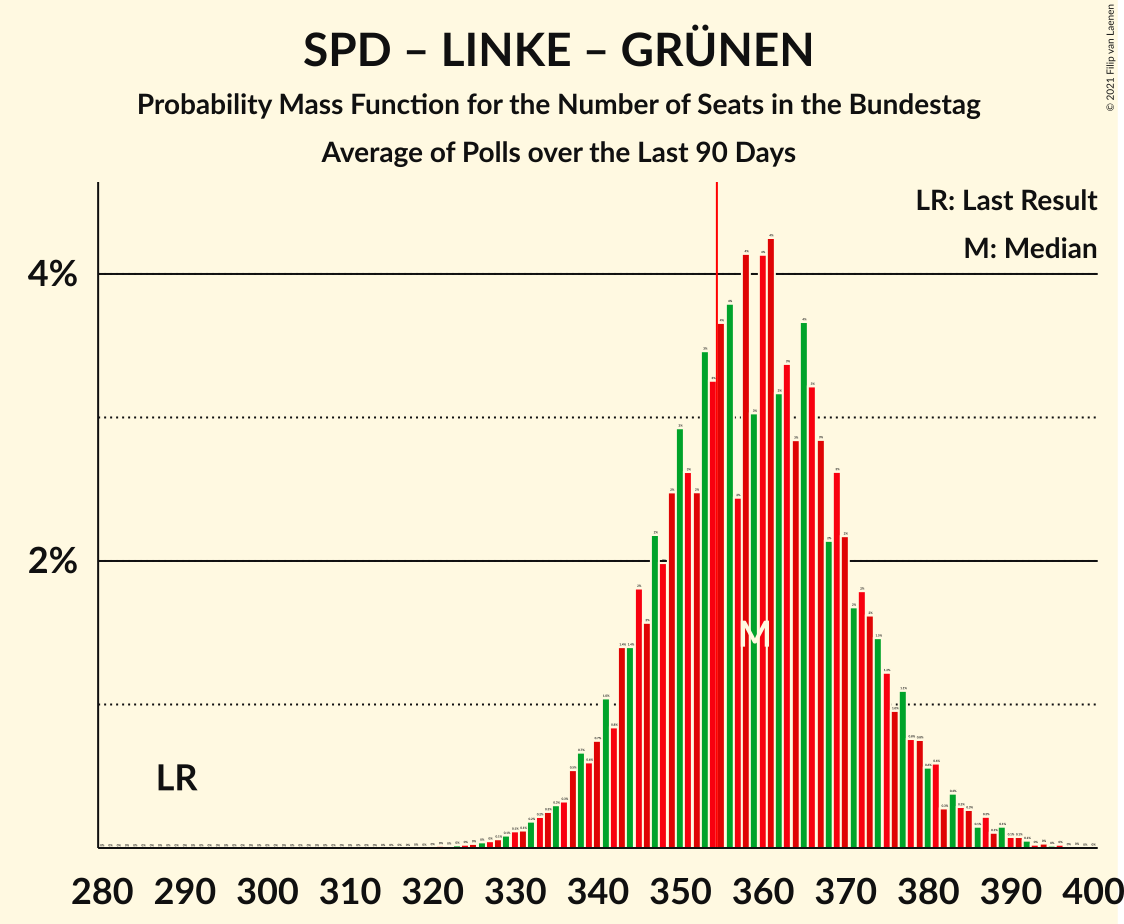 SPD – LINKE – GRÜNEN
Probability Mass Function for the Number of Seats in the Bundestag
Average of Polls over the Last 90 Days
© 2021 Filip van Laenen
LR: Last Result
M: Median
4%
2%
LR
M
280 290 300 310 320 330 340 350 360 370 380 390 400